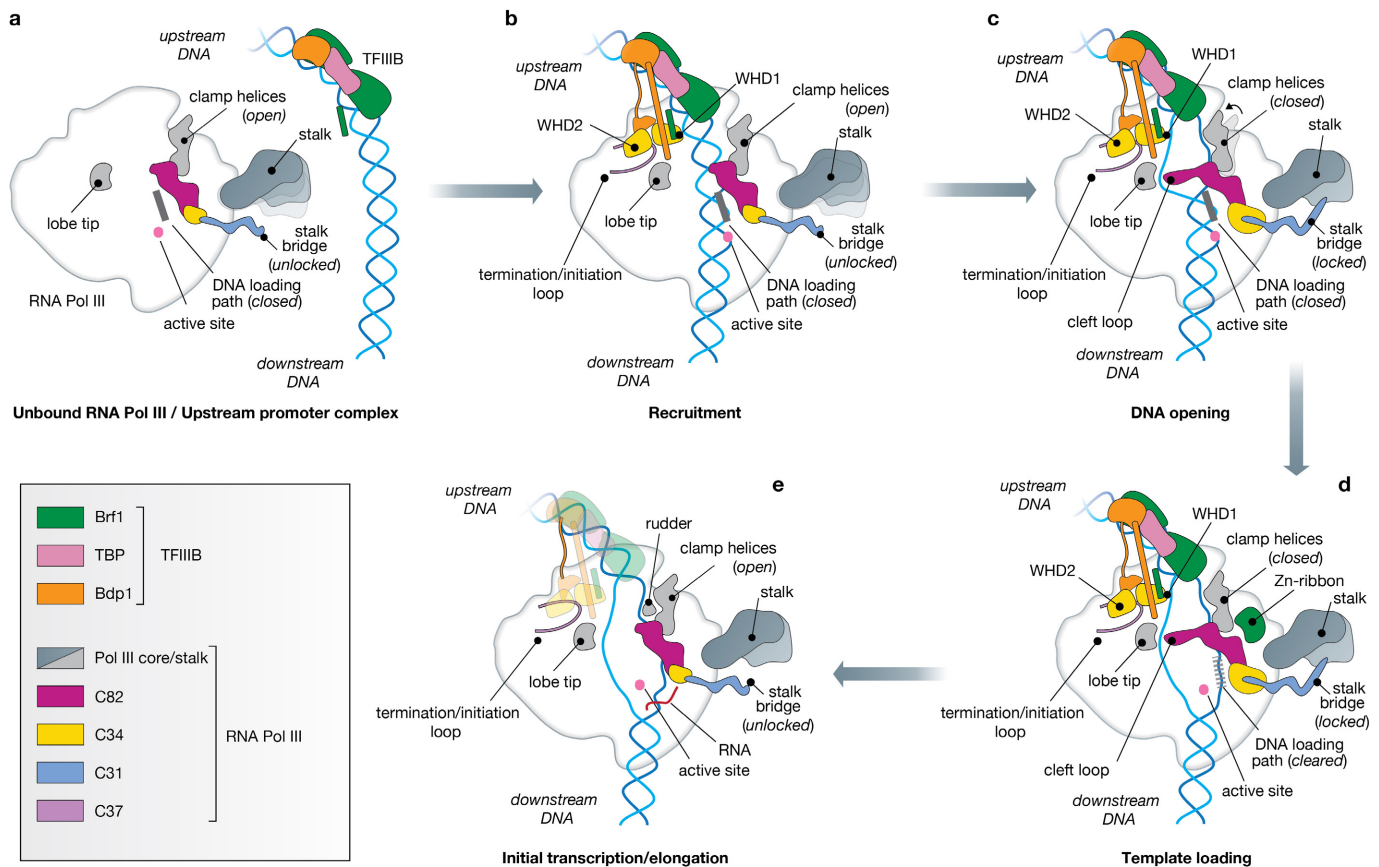 a
upstream
DNA
TFIIIB
clamp helices
(open)
stalk
lobe tip
stalk
bridge
(unlocked)
RNA Pol III
DNA loading
path (closed)
active site
downstream
DNA
Unbound RNA Pol III / Upstream promoter complex
b
upstream
DNA
WHD1
clamp helices
(open)
WHD2
stalk
lobe tip
stalk
bridge
(unlocked)
termination/initiation
loop
DNA loading
path (closed)
active site
downstream
DNA
Recruitment
c
upstream
DNA
WHD1
clamp helices
(closed)
WHD2
stalk
lobe tip
stalk
bridge
(locked)
termination/initiation
loop
DNA loading
path (closed)
cleft loop
active site
downstream
DNA
DNA opening
d
upstream
DNA
WHD1
clamp helices
(closed)
Zn-ribbon
WHD2
stalk
lobe tip
stalk
bridge
(locked)
termination/initiation
loop
DNA loading
path (cleared)
cleft loop
active site
downstream
DNA
Template loading
e
upstream
DNA
rudder
clamp helices
(open)
stalk
lobe tip
stalk
bridge
(unlocked)
termination/initiation
loop
RNA
active site
downstream
DNA
Initial transcription/elongation
Brf1
TBP
TFIIIB
Bdp1
Pol III core/stalk
C82
C34
RNA Pol III
C31
C37